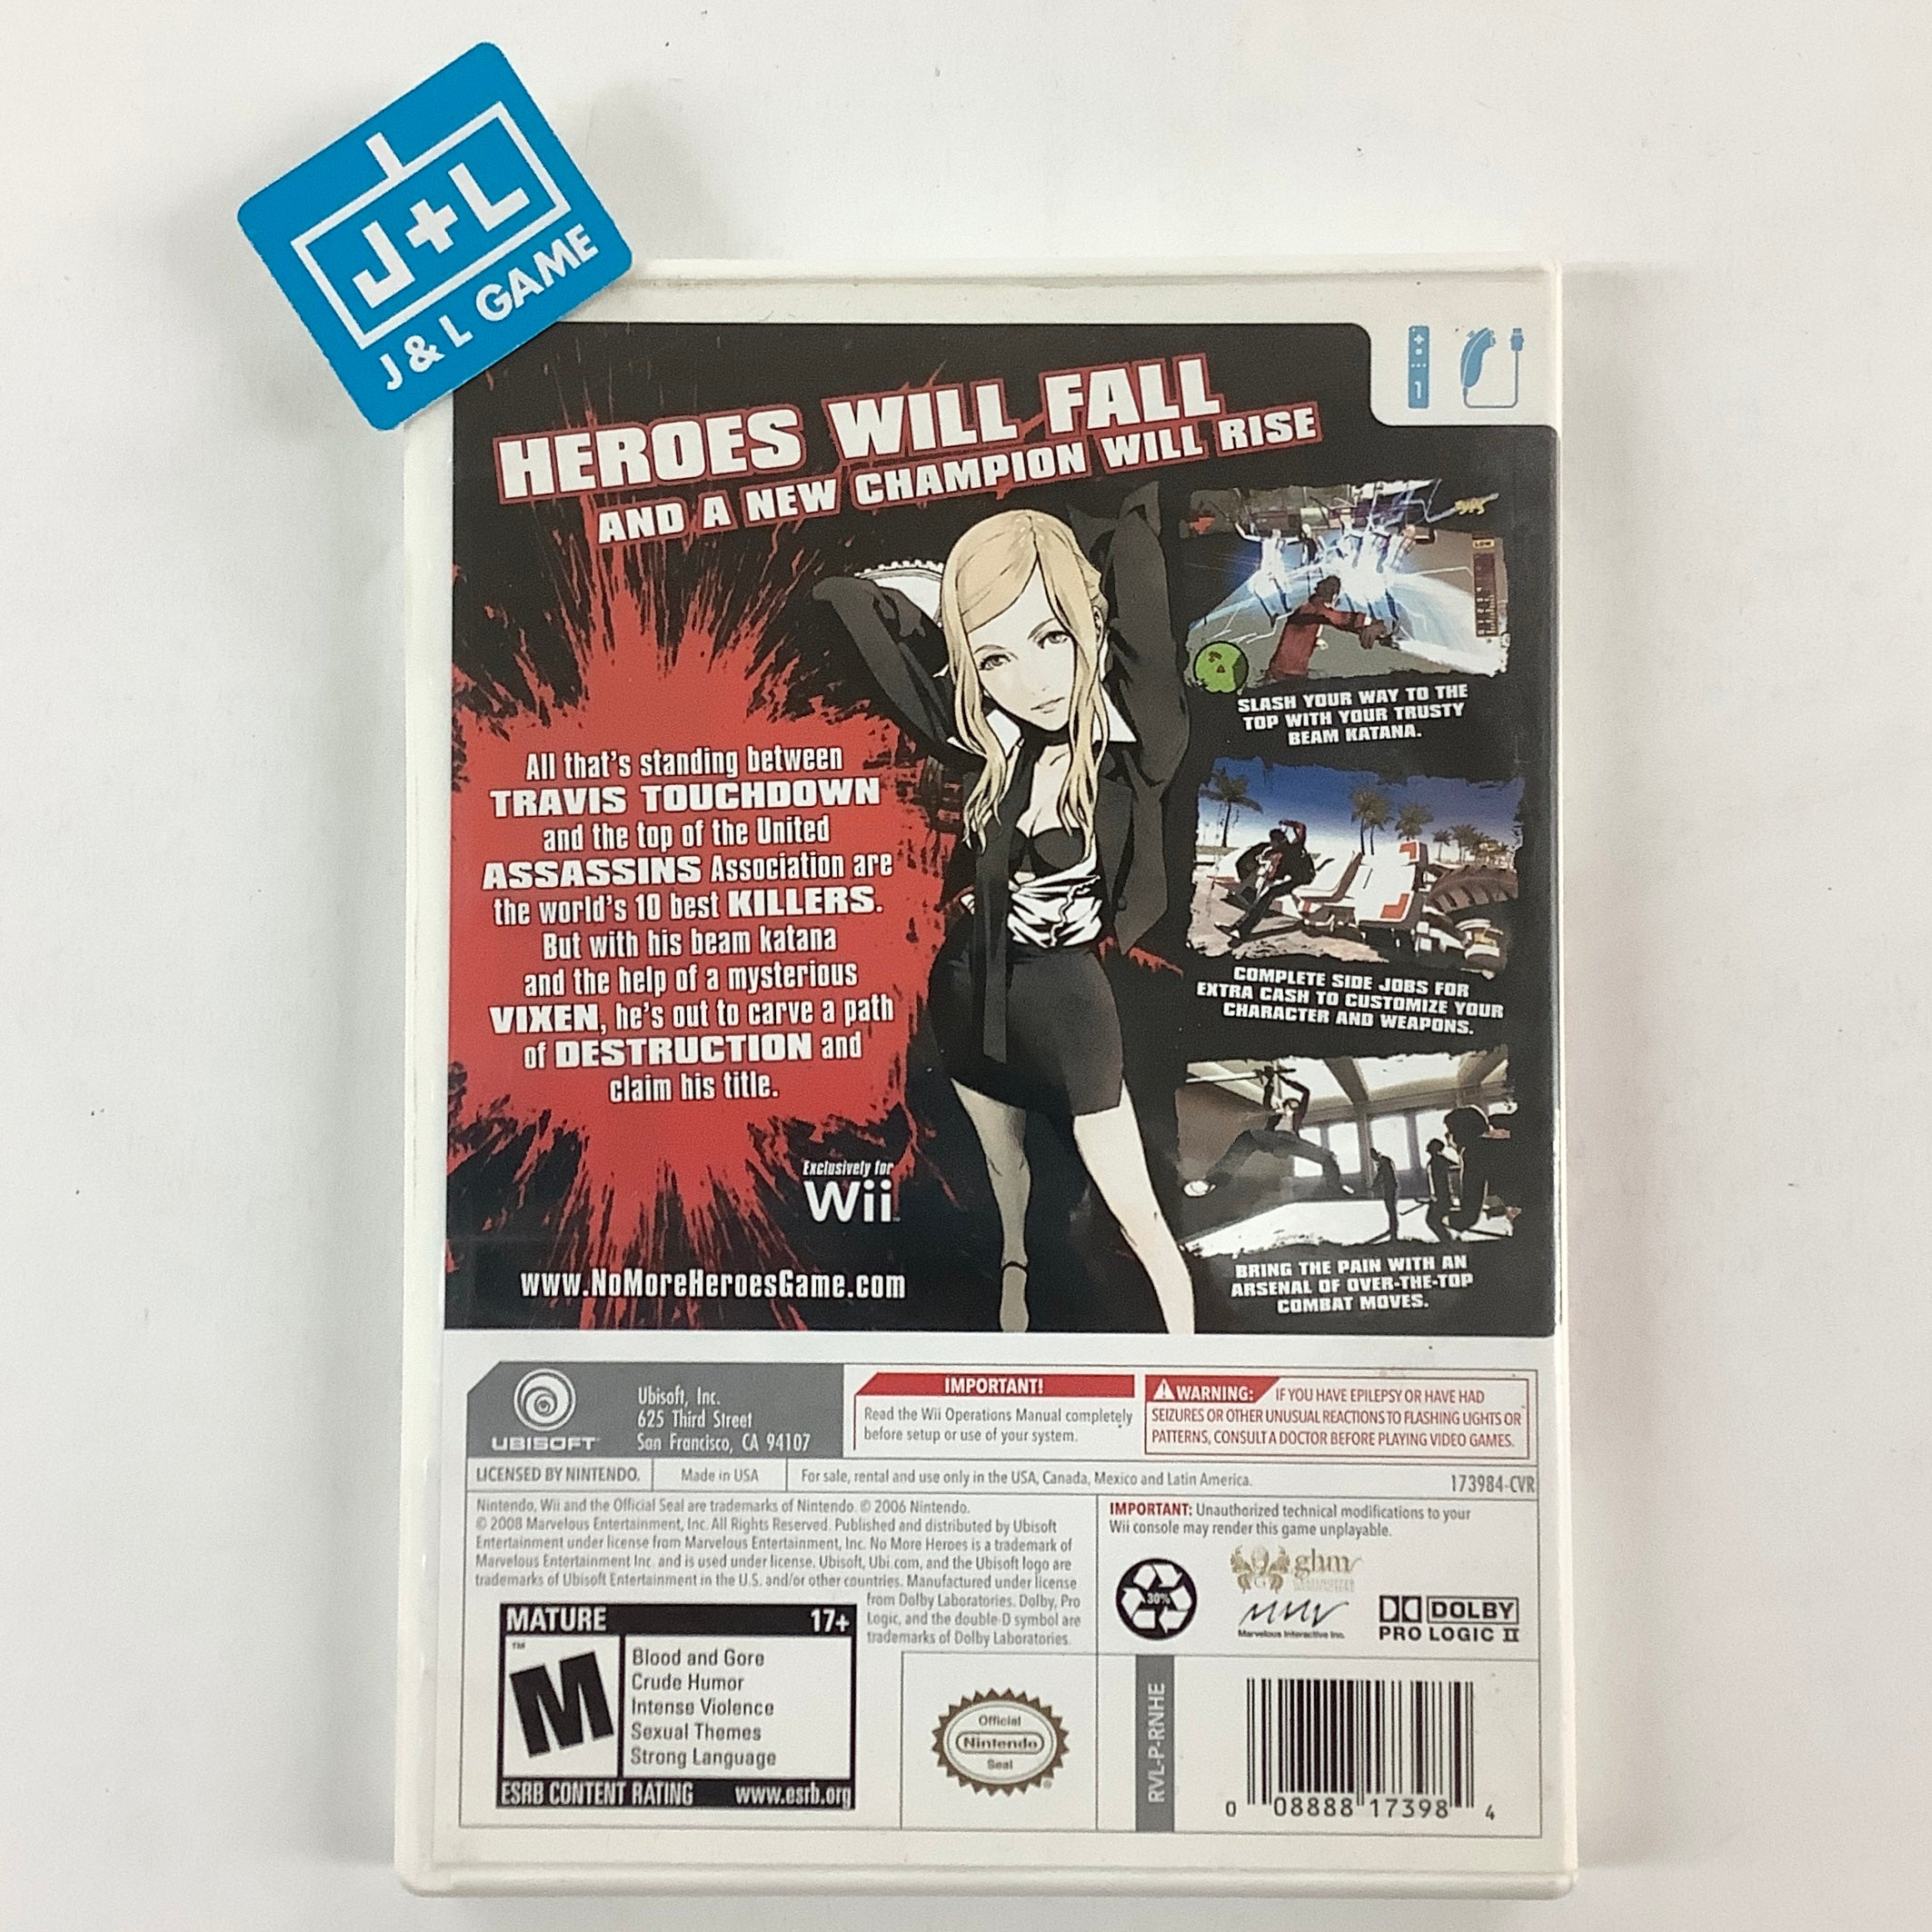 J+L
J & L GAME
1
HEROES WILL FALL
AND A NEW CHAMPION WILL RISE
All that's standing between
TRAVIS TOUCHDOWN
and the top of the United
ASSASSINS Association are
the world's 10 best KILLERS.
But with his beam katana
and the help of a mysterious
VIXEN, he's out to carve a path
of DESTRUCTION and
claim his title.
Exclusively for
Wii
www.NoMoreHeroesGame.com
LOW
SLASH YOUR WAY TO THE
TOP WITH YOUR TRUSTY
BEAM KATANA.
COMPLETE SIDE JOBS FOR
EXTRA CASH TO CUSTOMIZE YOUR
CHARACTER AND WEAPONS.
BRING THE PAIN WITH AN
ARSENAL OF OVER-THE-TOP
COMBAT MOVES.
UBISOFT
Ubisoft, Inc.
625 Third Street
San Francisco, CA 94107
IMPORTANT!
Read the Wii Operations Manual completely
before setup or use of your system.
WARNING: IF YOU HAVE EPILEPSY OR HAVE HAD
SEIZURES OR OTHER UNUSUAL REACTIONS TO FLASHING LIGHTS OR
PATTERNS, CONSULT A DOCTOR BEFORE PLAYING VIDEO GAMES.
LICENSED BY NINTENDO.
Made in USA
For sale, rental and use only in the USA, Canada, Mexico and Latin America.
173984-CVR
Nintendo, Wii and the Official Seal are trademarks of Nintendo. © 2006 Nintendo.
© 2008 Marvelous Entertainment, Inc. All Rights Reserved. Published and distributed by Ubisoft
Entertainment under license from Marvelous Entertainment, Inc. No More Heroes is a trademark of
Marvelous Entertainment Inc. and is used under license. Ubisoft, Ubi.com, and the Ubisoft logo are
trademarks of Ubisoft Entertainment in the U.S. and/or other countries. Manufactured under license
from Dolby Laboratories. Dolby, Pro
Logic, and the double-D symbol are
trademarks of Dolby Laboratories.
IMPORTANT: Unauthorized technical modifications to your
Wii console may render this game unplayable.
30%
ghm
Marvelous Interactive Inc.
DOLBY
PRO LOGIC II
MATURE 17+
M
Blood and Gore
Crude Humor
Intense Violence
Sexual Themes
Strong Language
ESRB CONTENT RATING www.esrb.org
Official
Nintendo
Seal
RVL-P-RNHE
0 08888 17398 4